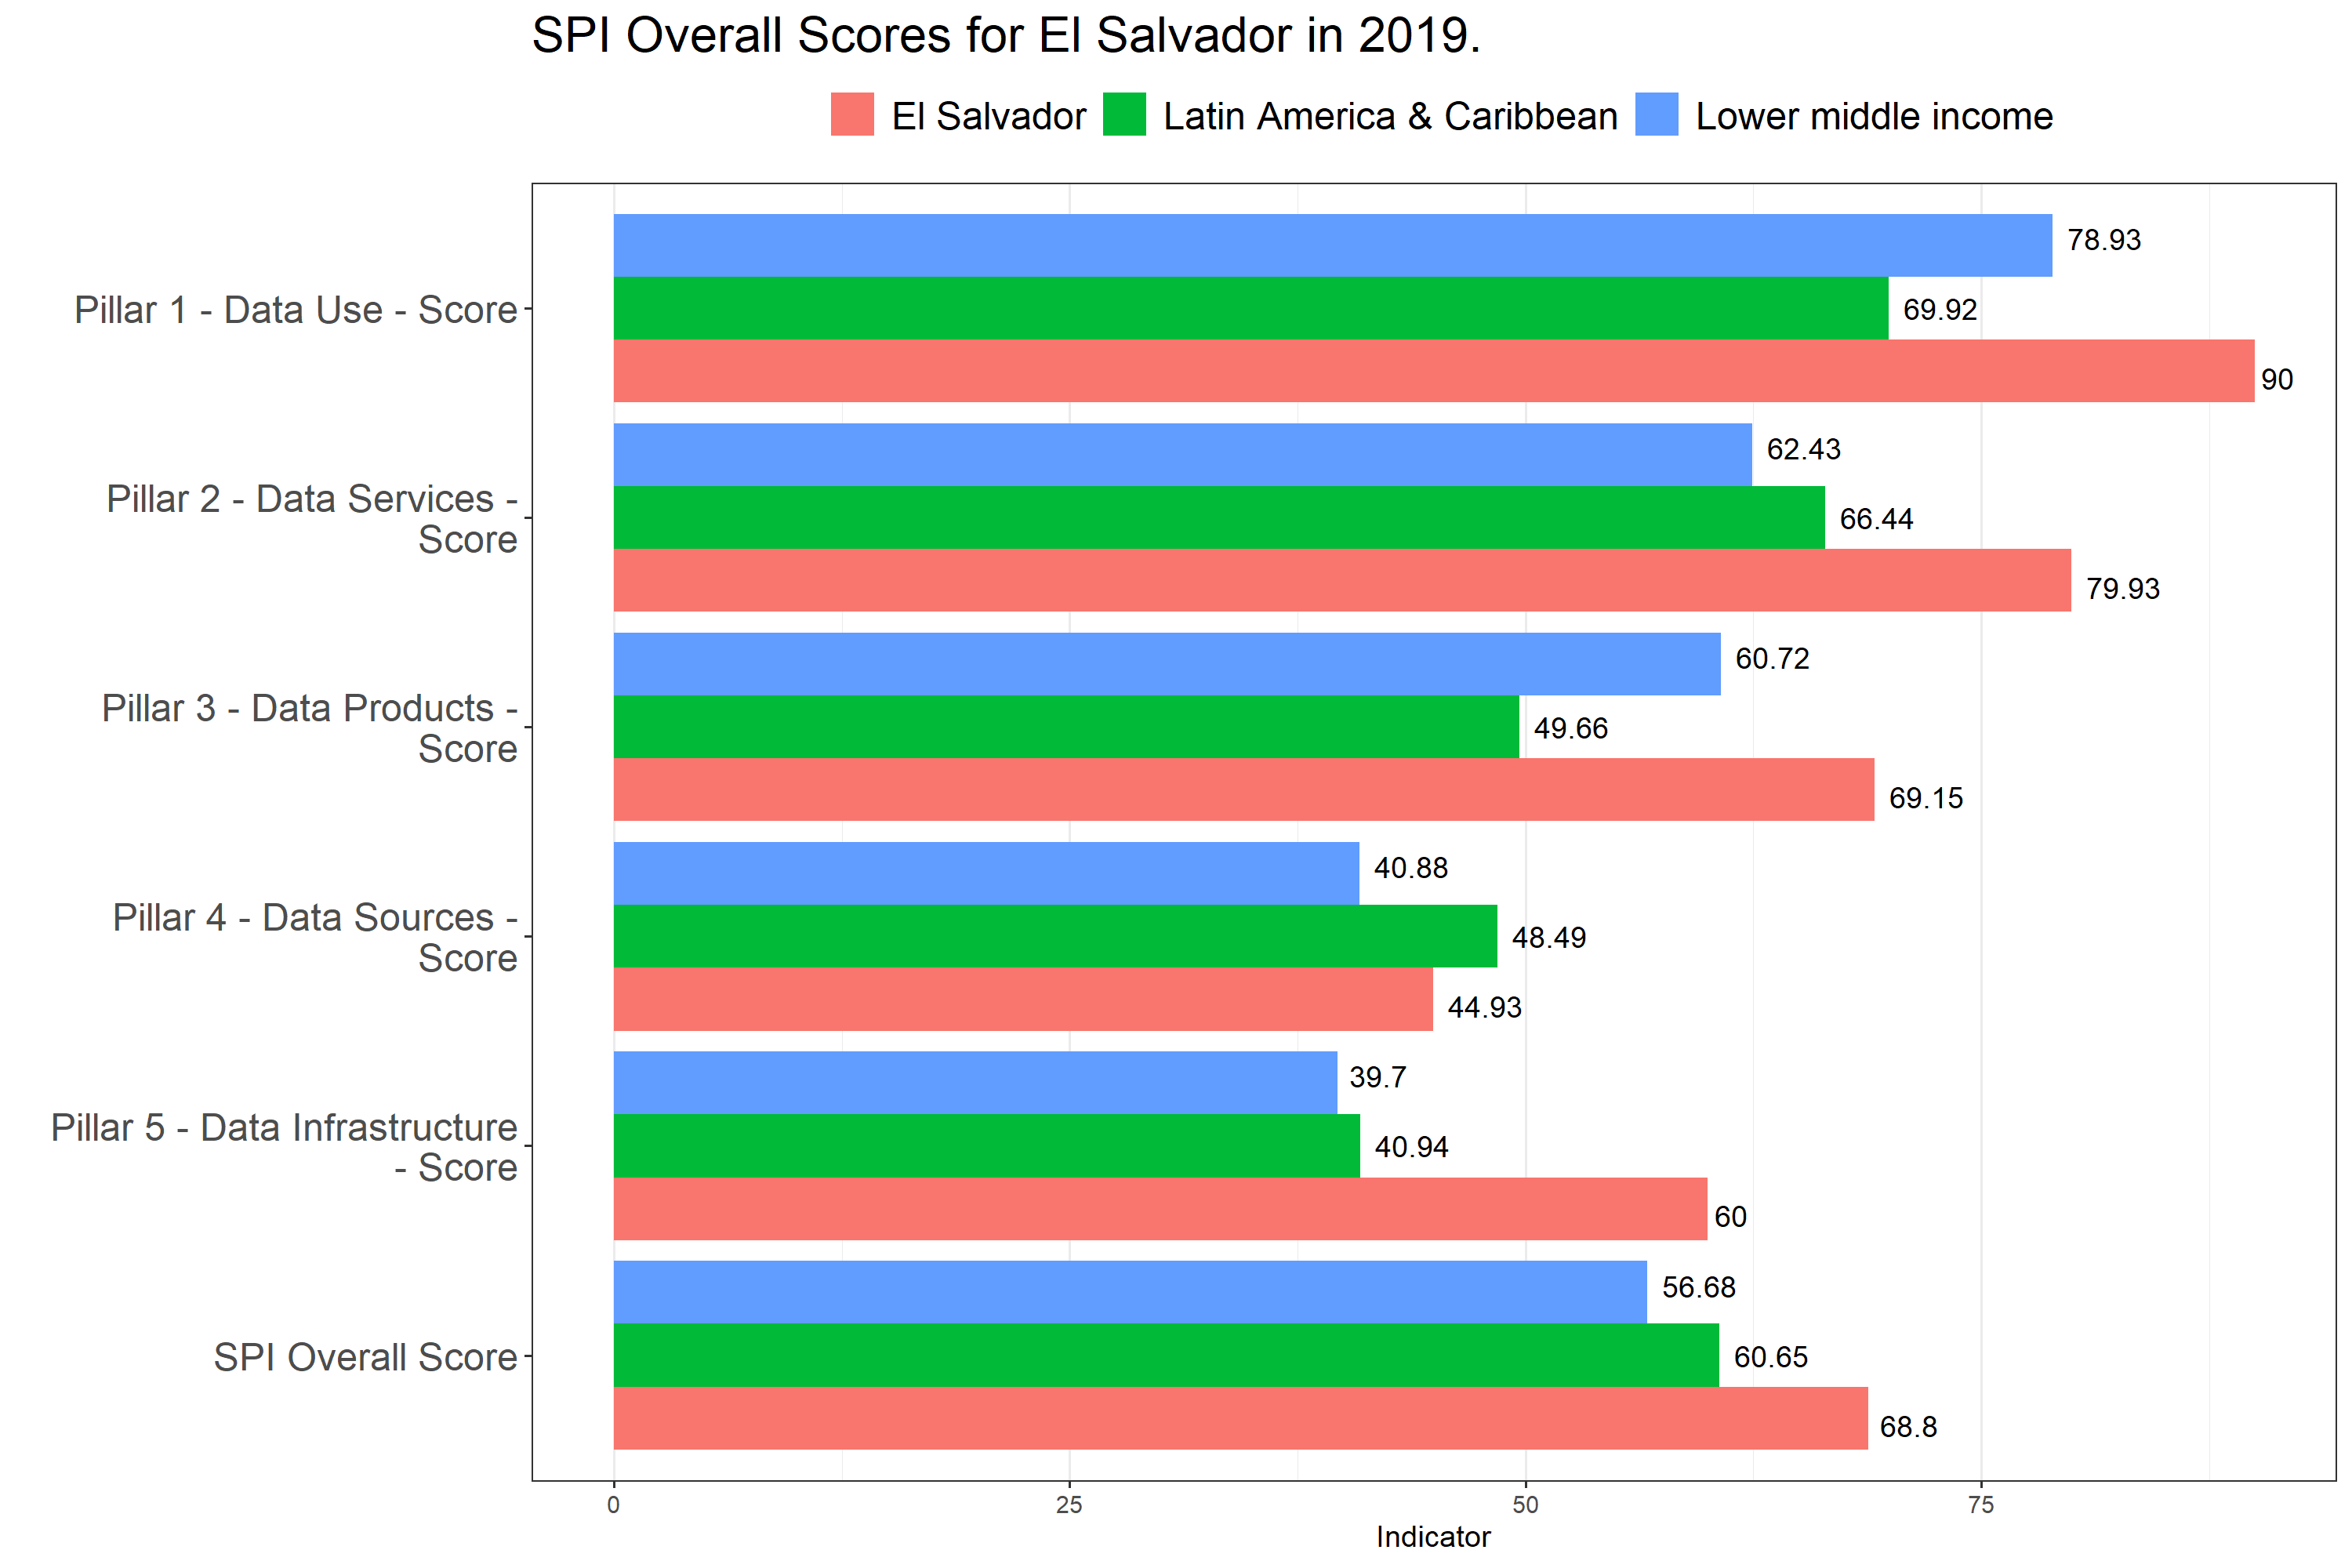 SPI Overall Scores for El Salvador in 2019.
El Salvador Latin America & Caribbean Lower middle income
Pillar 1 - Data Use - Score
78.93
69.92
90
Pillar 2 - Data Services -
Score
62.43
66.44
79.93
Pillar 3 - Data Products -
Score
60.72
49.66
69.15
Pillar 4 - Data Sources -
Score
40.88
48.49
44.93
Pillar 5 - Data Infrastructure
- Score
39.7
40.94
60
SPI Overall Score
56.68
60.65
68.8
0 25 50 75
Indicator